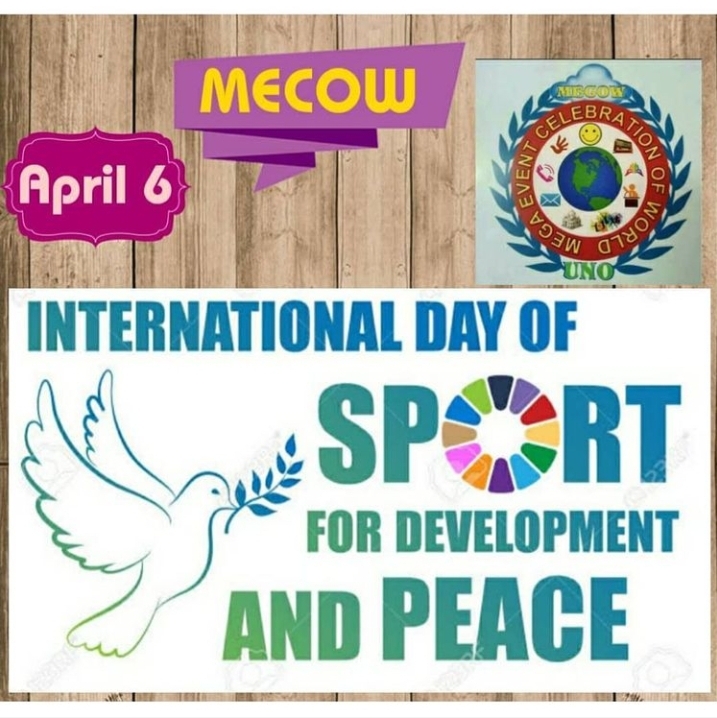 MECOW
April 6
MECOW
MEGA EVENT CELEBRATION OF WORLD
UNO
INTERNATIONAL DAY OF
SPORT
FOR DEVELOPMENT
AND PEACE